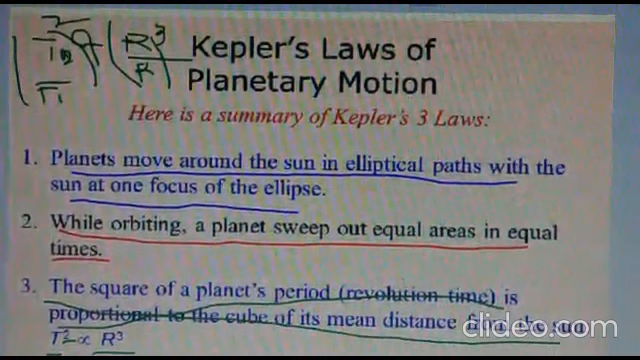 Kepler's Laws of
Planetary Motion
Here is a summary of Kepler's 3 Laws:
1. Planets move around the sun in elliptical paths with the
sun at one focus of the ellipse.
2. While orbiting, a planet sweep out equal areas in equal
times.
3. The square of a planet's period (revolution time) is
proportional to the cube of its mean distance from the sun
T² ∝ R³
clideo.com